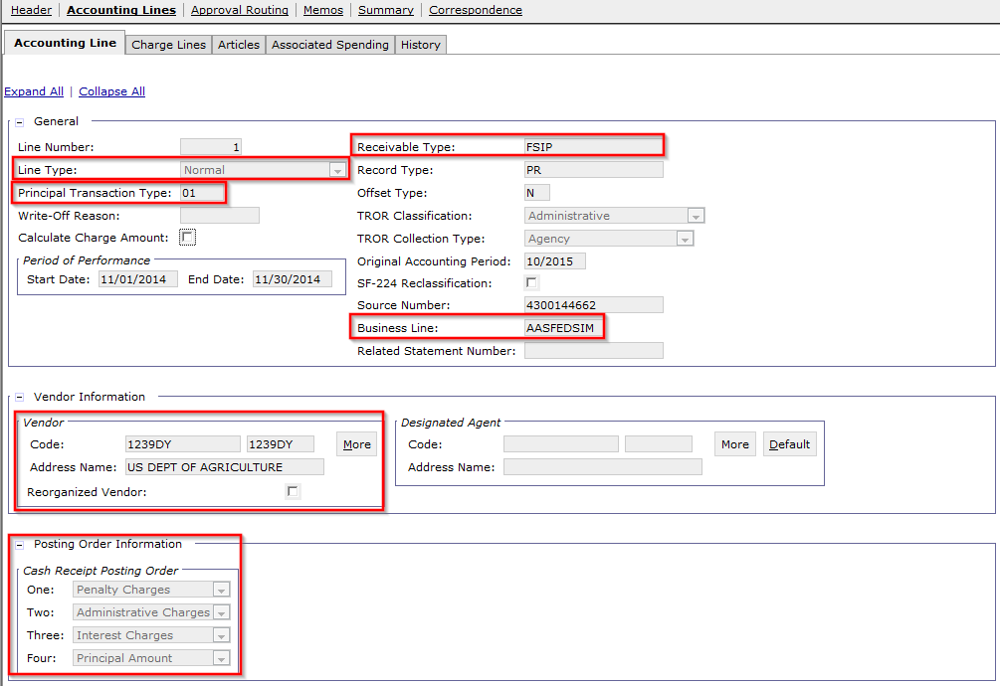 Header Accounting Lines Approval Routing Memos Summary Correspondence
Accounting Line Charge Lines Articles Associated Spending History
Expand All | Collapse All
General
Line Number: 1
Line Type: Normal
Principal Transaction Type: 01
Write-Off Reason:
Calculate Charge Amount:
Period of Performance
Start Date: 11/01/2014 End Date: 11/30/2014
Receivable Type: FSIP
Record Type: PR
Offset Type: N
TROR Classification: Administrative
TROR Collection Type: Agency
Original Accounting Period: 10/2015
SF-224 Reclassification:
Source Number: 4300144662
Business Line: AASFEDSIM
Related Statement Number:
Vendor Information
Vendor
Code: 1239DY 1239DY More
Address Name: US DEPT OF AGRICULTURE
Reorganized Vendor:
Designated Agent
Code: More Default
Address Name:
Posting Order Information
Cash Receipt Posting Order
One: Penalty Charges
Two: Administrative Charges
Three: Interest Charges
Four: Principal Amount